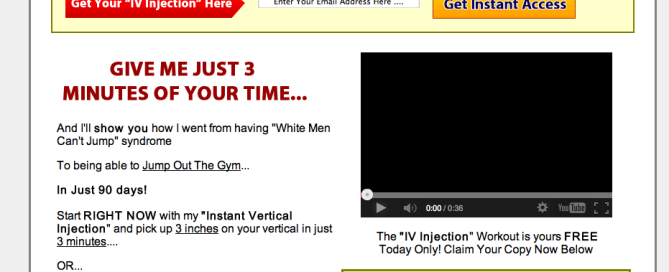 Get Your "IV Injection" Here
Enter Your Email Address Here ....
Get Instant Access
GIVE ME JUST 3
MINUTES OF YOUR TIME...
And I'll show you how I went from having "White Men
Can't Jump" syndrome
To being able to Jump Out The Gym...
In Just 90 days!
Start RIGHT NOW with my "Instant Vertical
Injection" and pick up 3 inches on your vertical in just
3 minutes....
OR...
0:00 / 0:36
YouTube
The "IV Injection" Workout is yours FREE
Today Only! Claim Your Copy Now Below